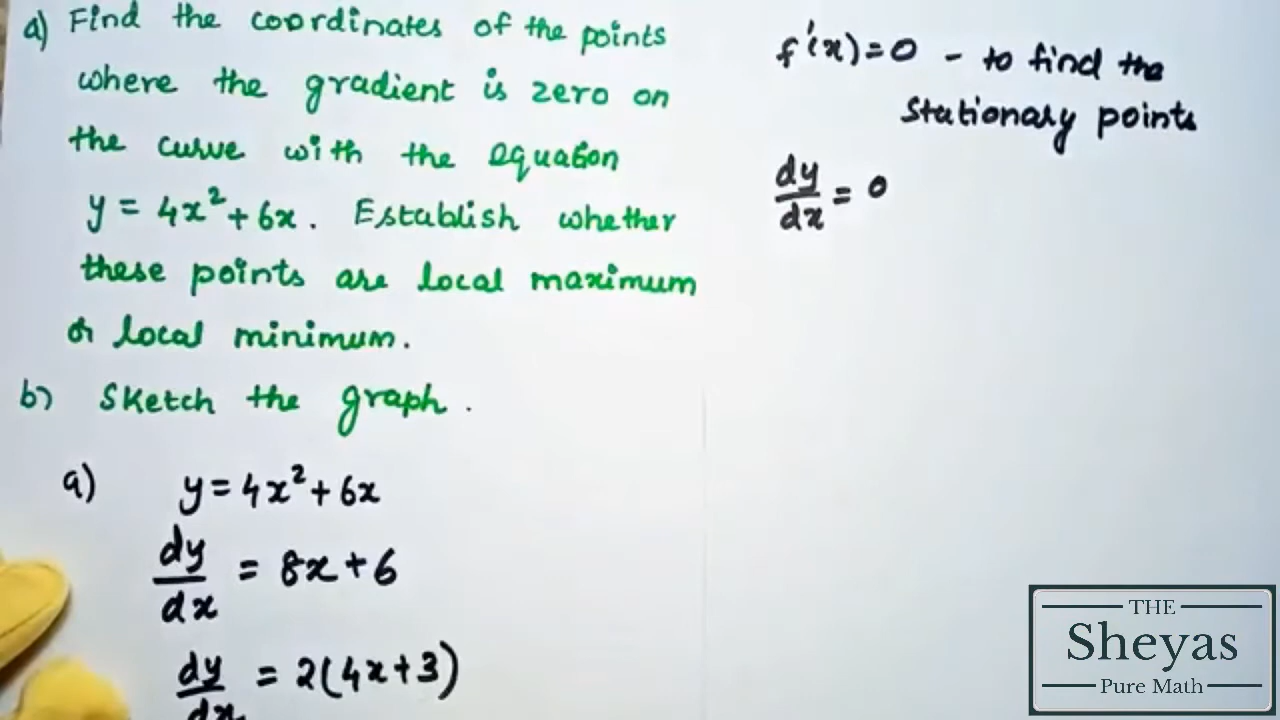 a) Find the coordinates of the points
where the gradient is zero on
the curve with the equation
y = 4x² + 6x. Establish whether
these points are local maximum
or local minimum.
b) Sketch the graph.
a) y = 4x² + 6x
dy/dx = 8x + 6
dy/dx = 2(4x+3)
f'(x) = 0 - to find the
stationary points
dy/dx = 0
THE
Sheyas
Pure Math